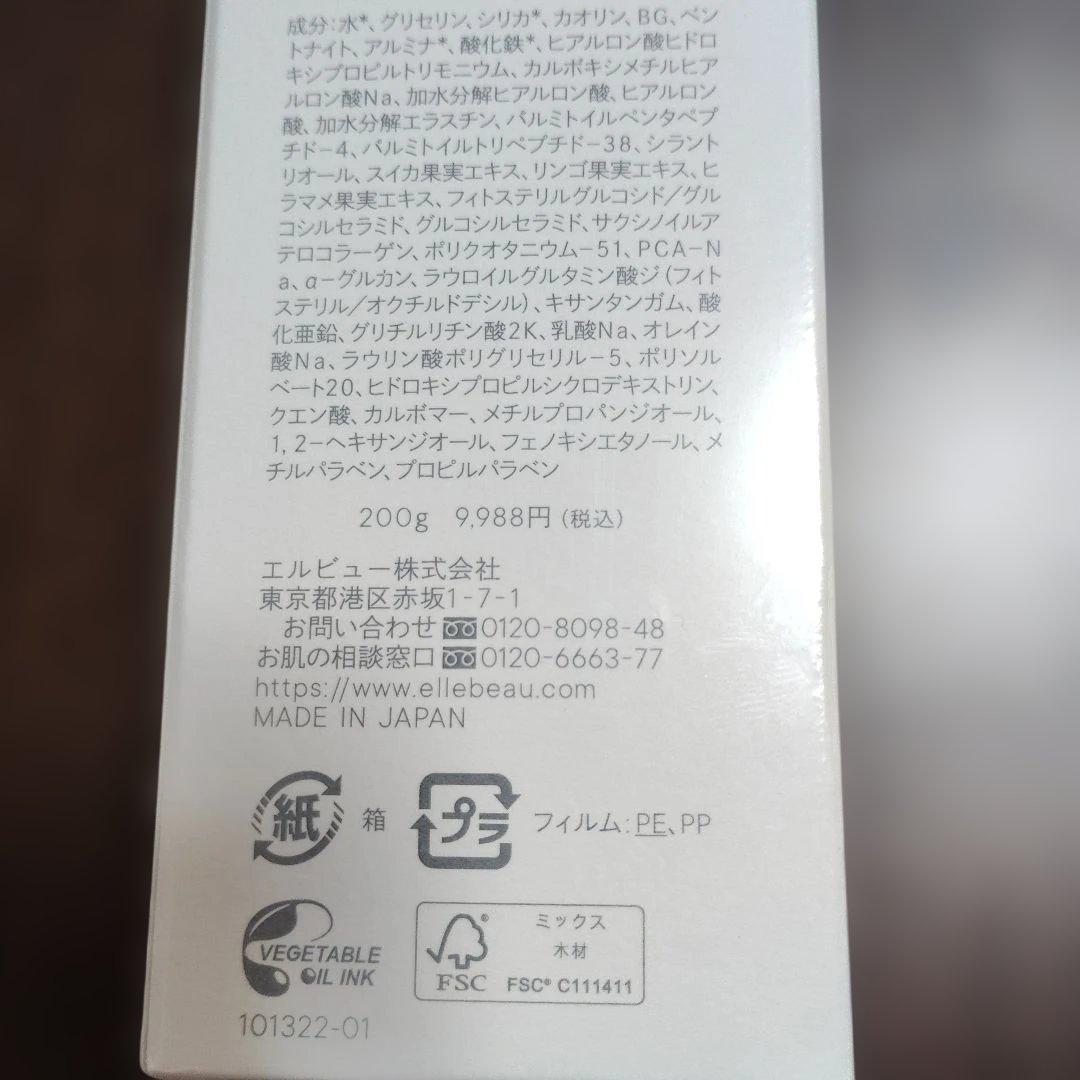 成分:水*、グリセリン、シリカ*、カオリン、BG、ベン
トナイト、アルミナ*、酸化鉄*、ヒアルロン酸ヒドロ
キシプロピルトリモニウム、カルボキシメチルヒア
ルロン酸Na、加水分解ヒアルロン酸、ヒアルロン
酸、加水分解エラスチン、パルミトイルペンタペプ
チド-4、パルミトイルトリペプチド-38、シラント
リオール、スイカ果実エキス、リンゴ果実エキス、ヒ
ラマメ果実エキス、フィトステリルグルコシド/グル
コシルセラミド、グルコシルセラミド、サクシノイルア
テロコラーゲン、ポリクオタニウム-51、PCA-N
a、α-グルカン、ラウロイルグルタミン酸ジ(フィト
ステリル/オクチルドデシル)、キサンタンガム、酸
化亜鉛、グリチルリチン酸2K、乳酸Na、オレイン
酸Na、ラウリン酸ポリグリセリル-5、ポリソル
ベート20、ヒドロキシプロピルシクロデキストリン、
クエン酸、カルボマー、メチルプロパンジオール、
1,2-ヘキサンジオール、フェノキシエタノール、メ
チルパラベン、プロピルパラベン
200g 9,988円(税込)
エルビュー株式会社
東京都港区赤坂1-7-1
お問い合わせ 0120-8098-48
お肌の相談窓口 0120-6663-77
https://www.ellebeau.com
MADE IN JAPAN
紙 箱 プラ フィルム:PE、PP
VEGETABLE
OIL INK
FSC
ミックス
木材
FSC® C111411
101322-01